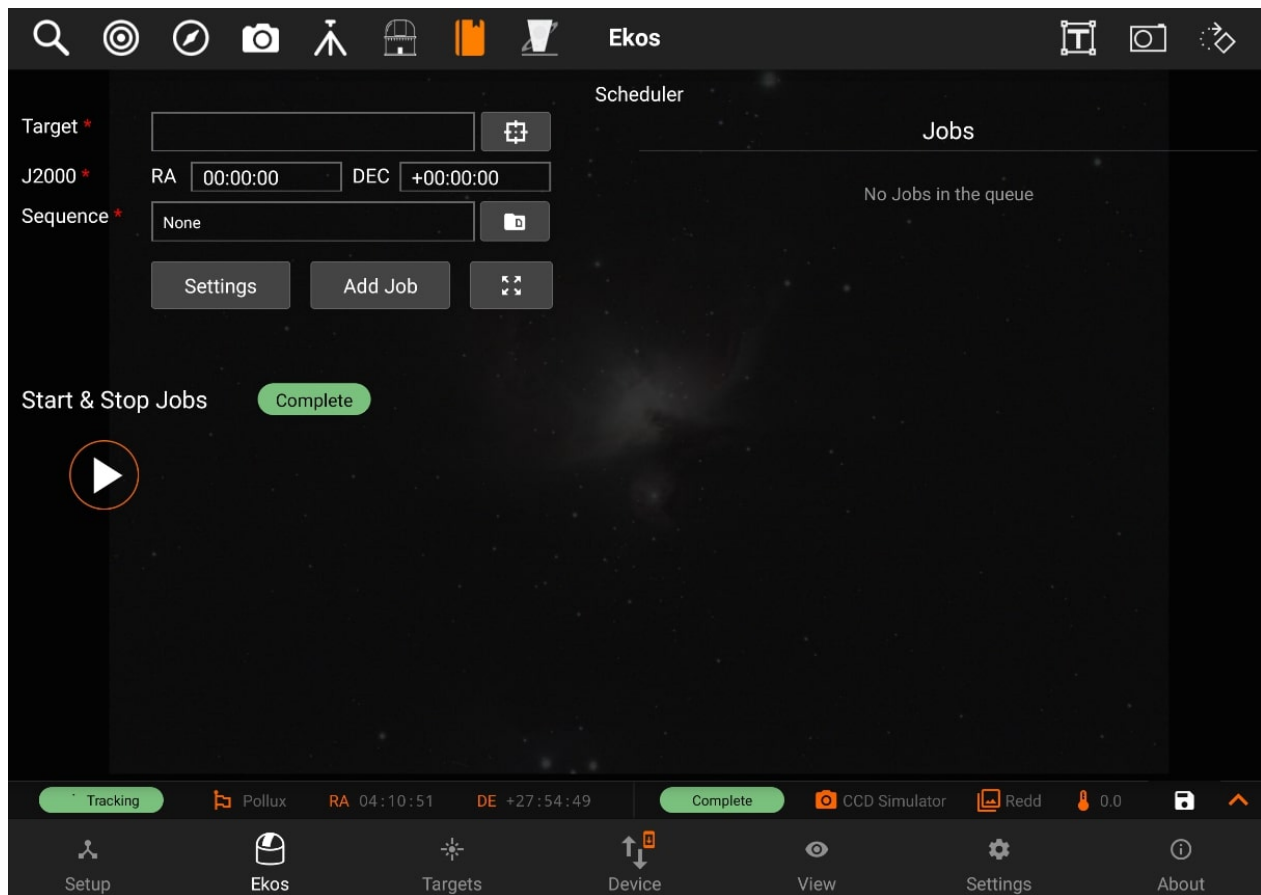 Ekos
Scheduler
Target *
J2000 * RA 00:00:00 DEC +00:00:00
Sequence * None
Settings Add Job
Jobs
No Jobs in the queue
Start & Stop Jobs Complete
Tracking Pollux RA 04:10:51 DE +27:54:49 Complete CCD Simulator Redd 0.0
Setup Ekos Targets Device View Settings About